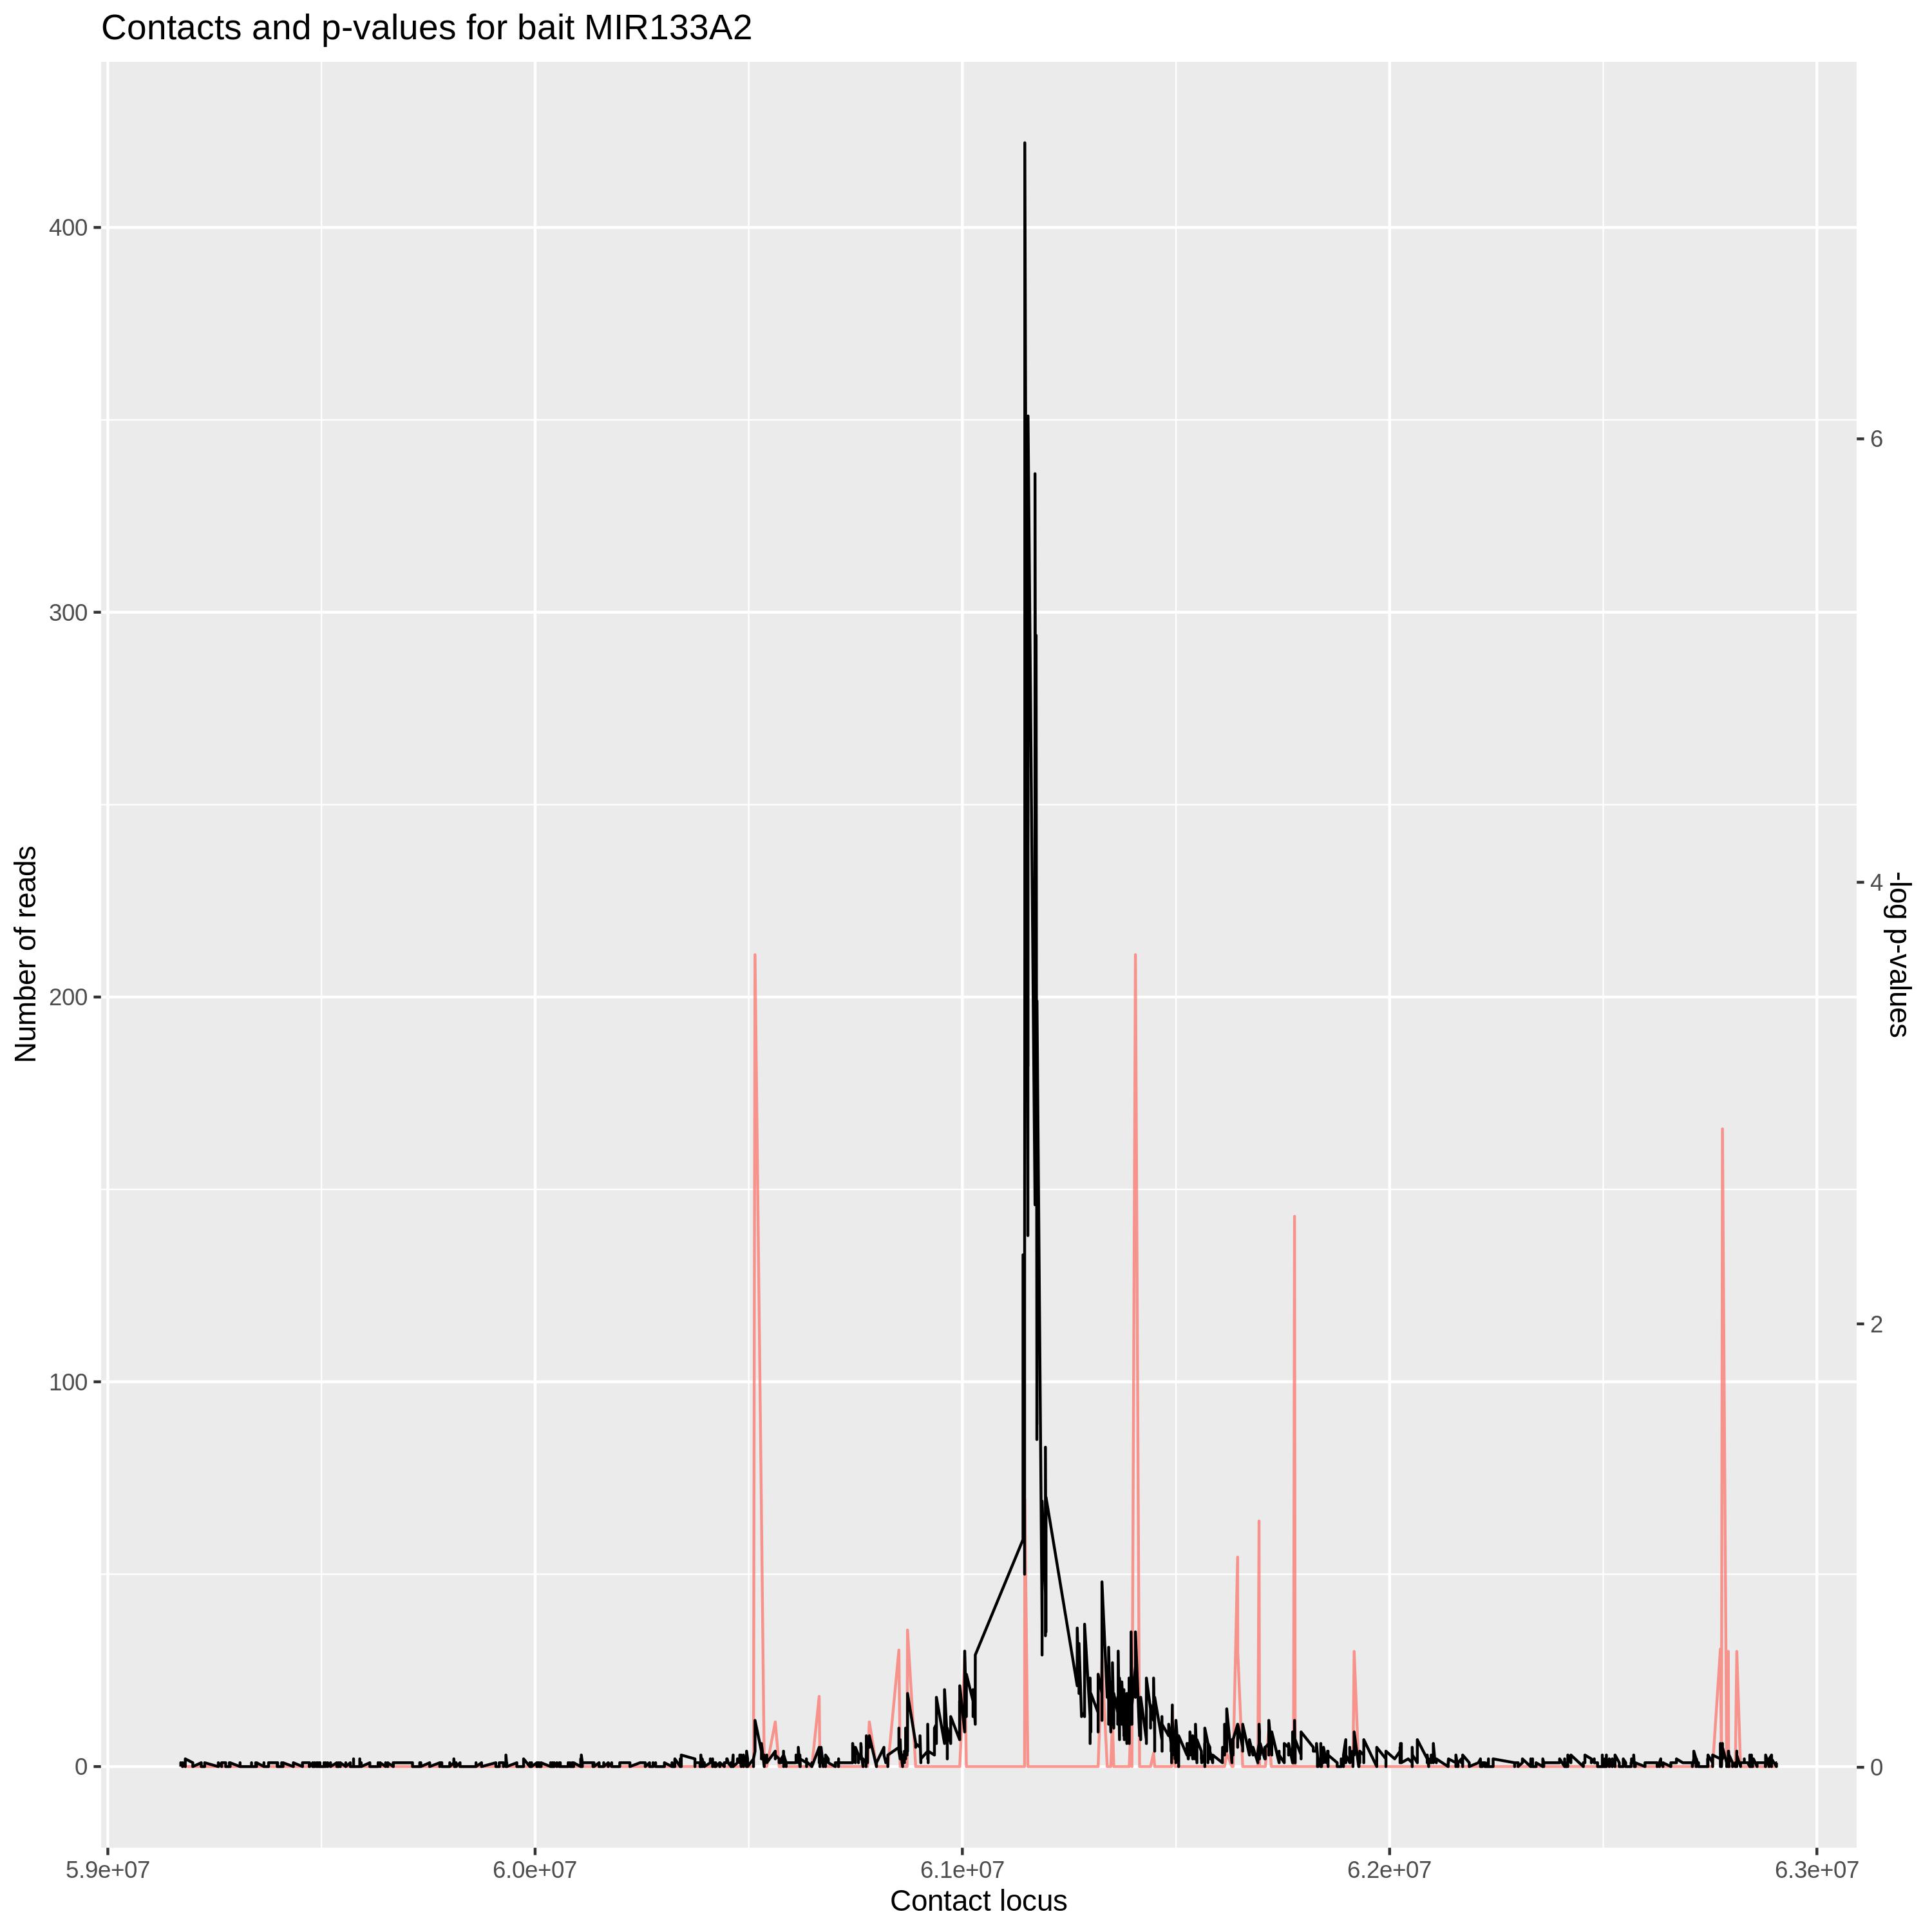 Contacts and p-values for bait MIR133A2
400
300
200
100
0
Number of reads
6
4
2
0
-log p-values
5.9e+07 6.0e+07 6.1e+07 6.2e+07 6.3e+07
Contact locus